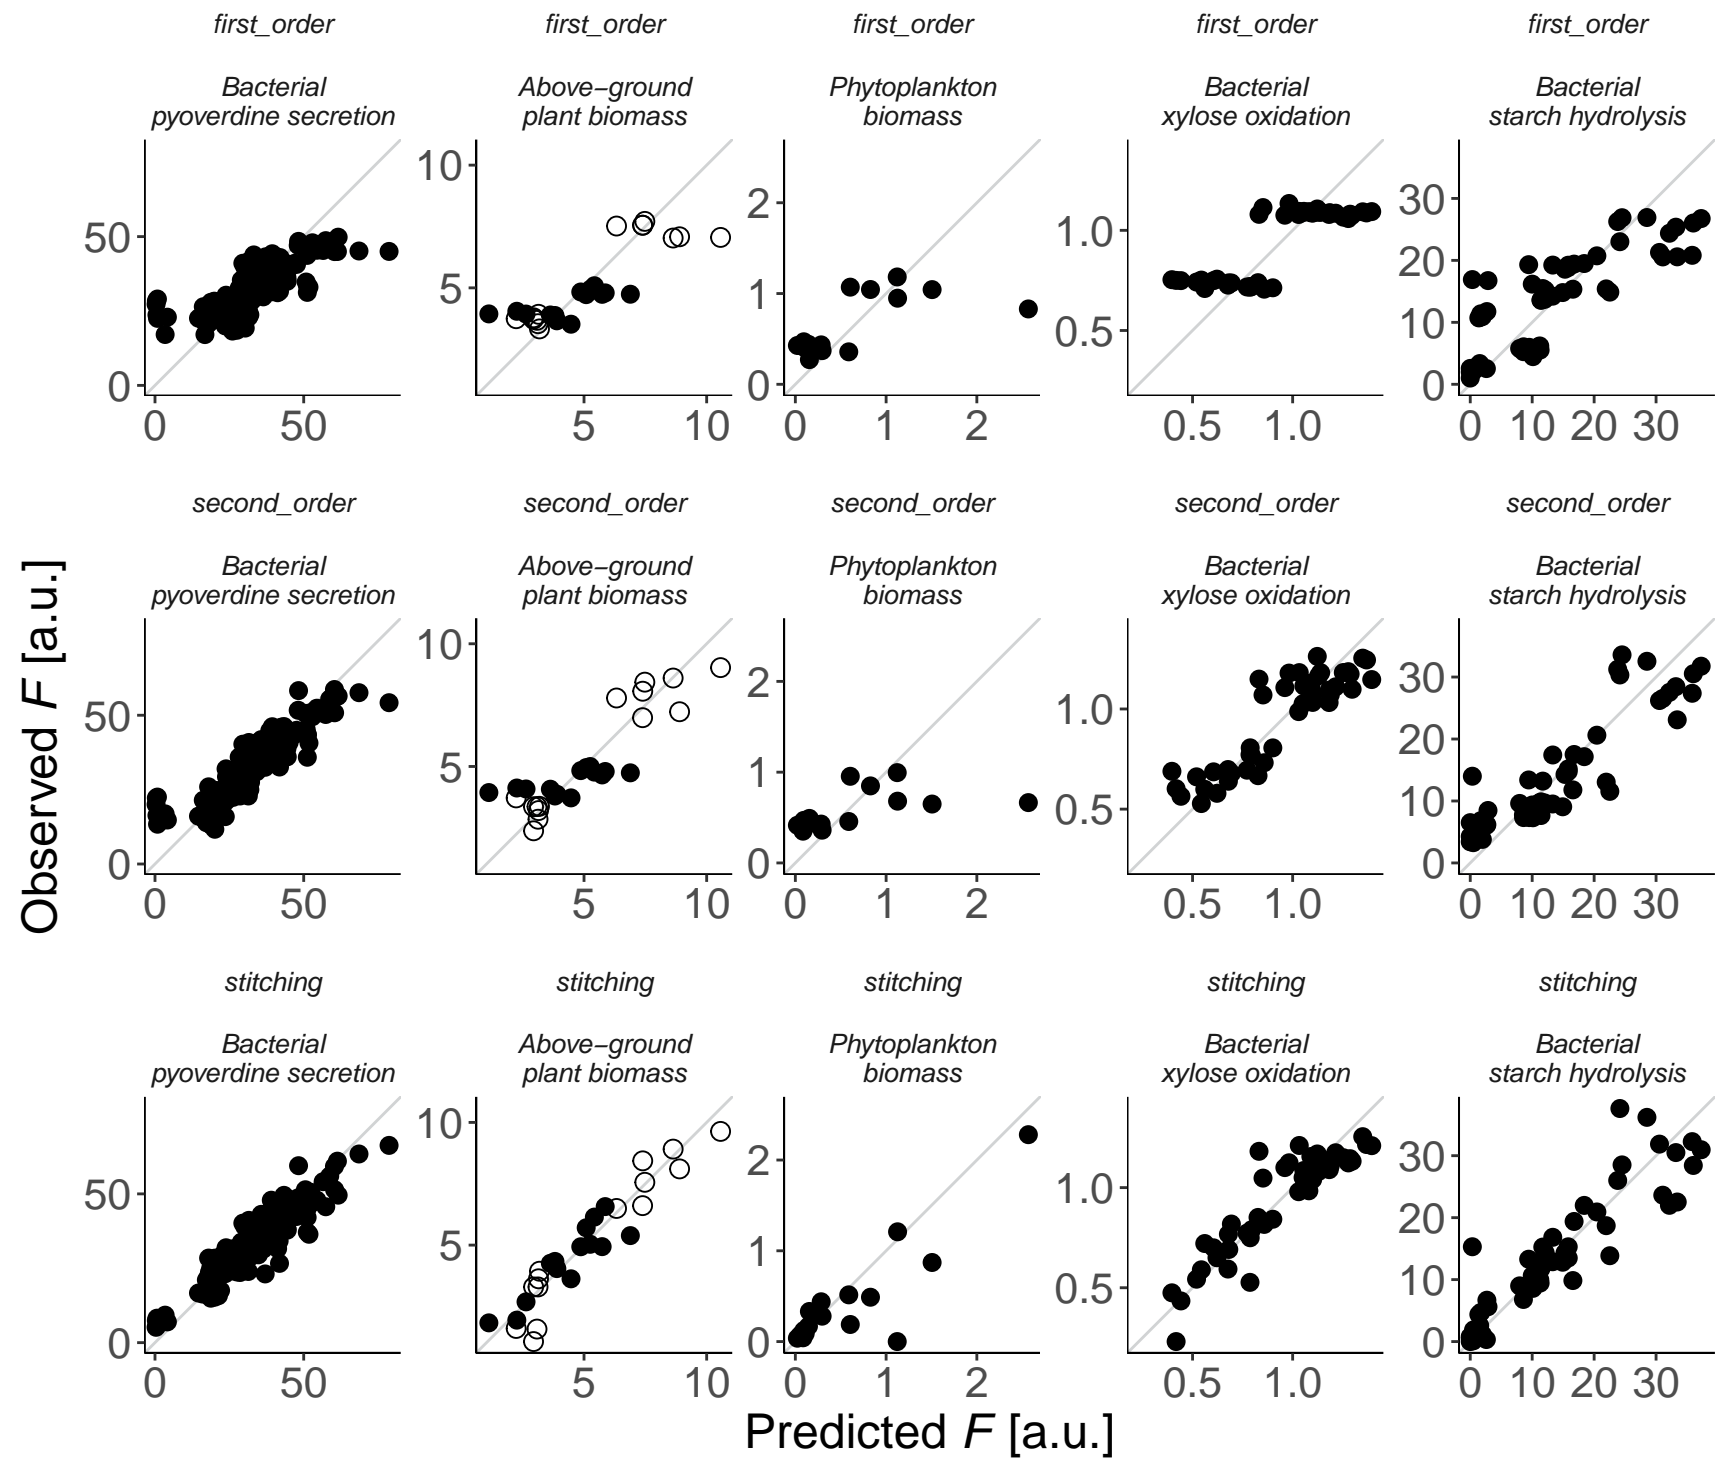 first_order first_order first_order first_order first_order
Bacterial Above−ground Phytoplankton Bacterial Bacterial
pyoverdine secretion plant biomass biomass xylose oxidation starch hydrolysis
10
2
30
50
1.0
20
5
1
0.5
10
0
0
0
0 50 5 10 0 1 2 0.5 1.0 0 10 20 30
second_order second_order second_order second_order second_order
Bacterial Above−ground Phytoplankton Bacterial Bacterial
pyoverdine secretion plant biomass biomass xylose oxidation starch hydrolysis
10
2
30
50
1.0
20
5
1
0.5
10
0
0
0
0 50 5 10 0 1 2 0.5 1.0 0 10 20 30
Observed F [a.u.]
stitching stitching stitching stitching stitching
Bacterial Above−ground Phytoplankton Bacterial Bacterial
pyoverdine secretion plant biomass biomass xylose oxidation starch hydrolysis
10
2
30
50
1.0
20
5
1
0.5
10
0
0
0
0 50 5 10 0 1 2 0.5 1.0 0 10 20 30
Predicted F [a.u.]